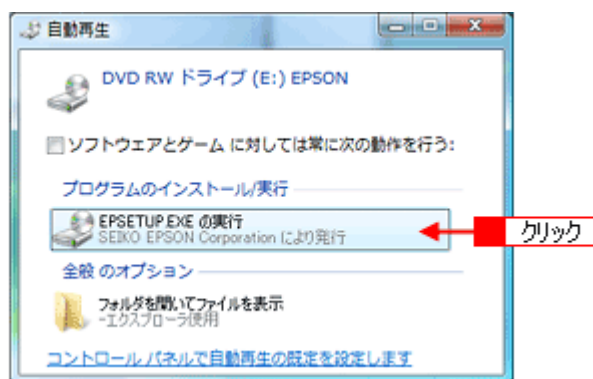 自動再生
DVD RW ドライブ (E:) EPSON
ソフトウェアとゲーム に対しては常に次の動作を行う:
プログラムのインストール/実行
EPSETUP.EXE の実行
SEIKO EPSON Corporation により発行
クリック
全般 のオプション
フォルダを開いてファイルを表示
-エクスプローラ使用
コントロール パネルで自動再生の既定を設定します